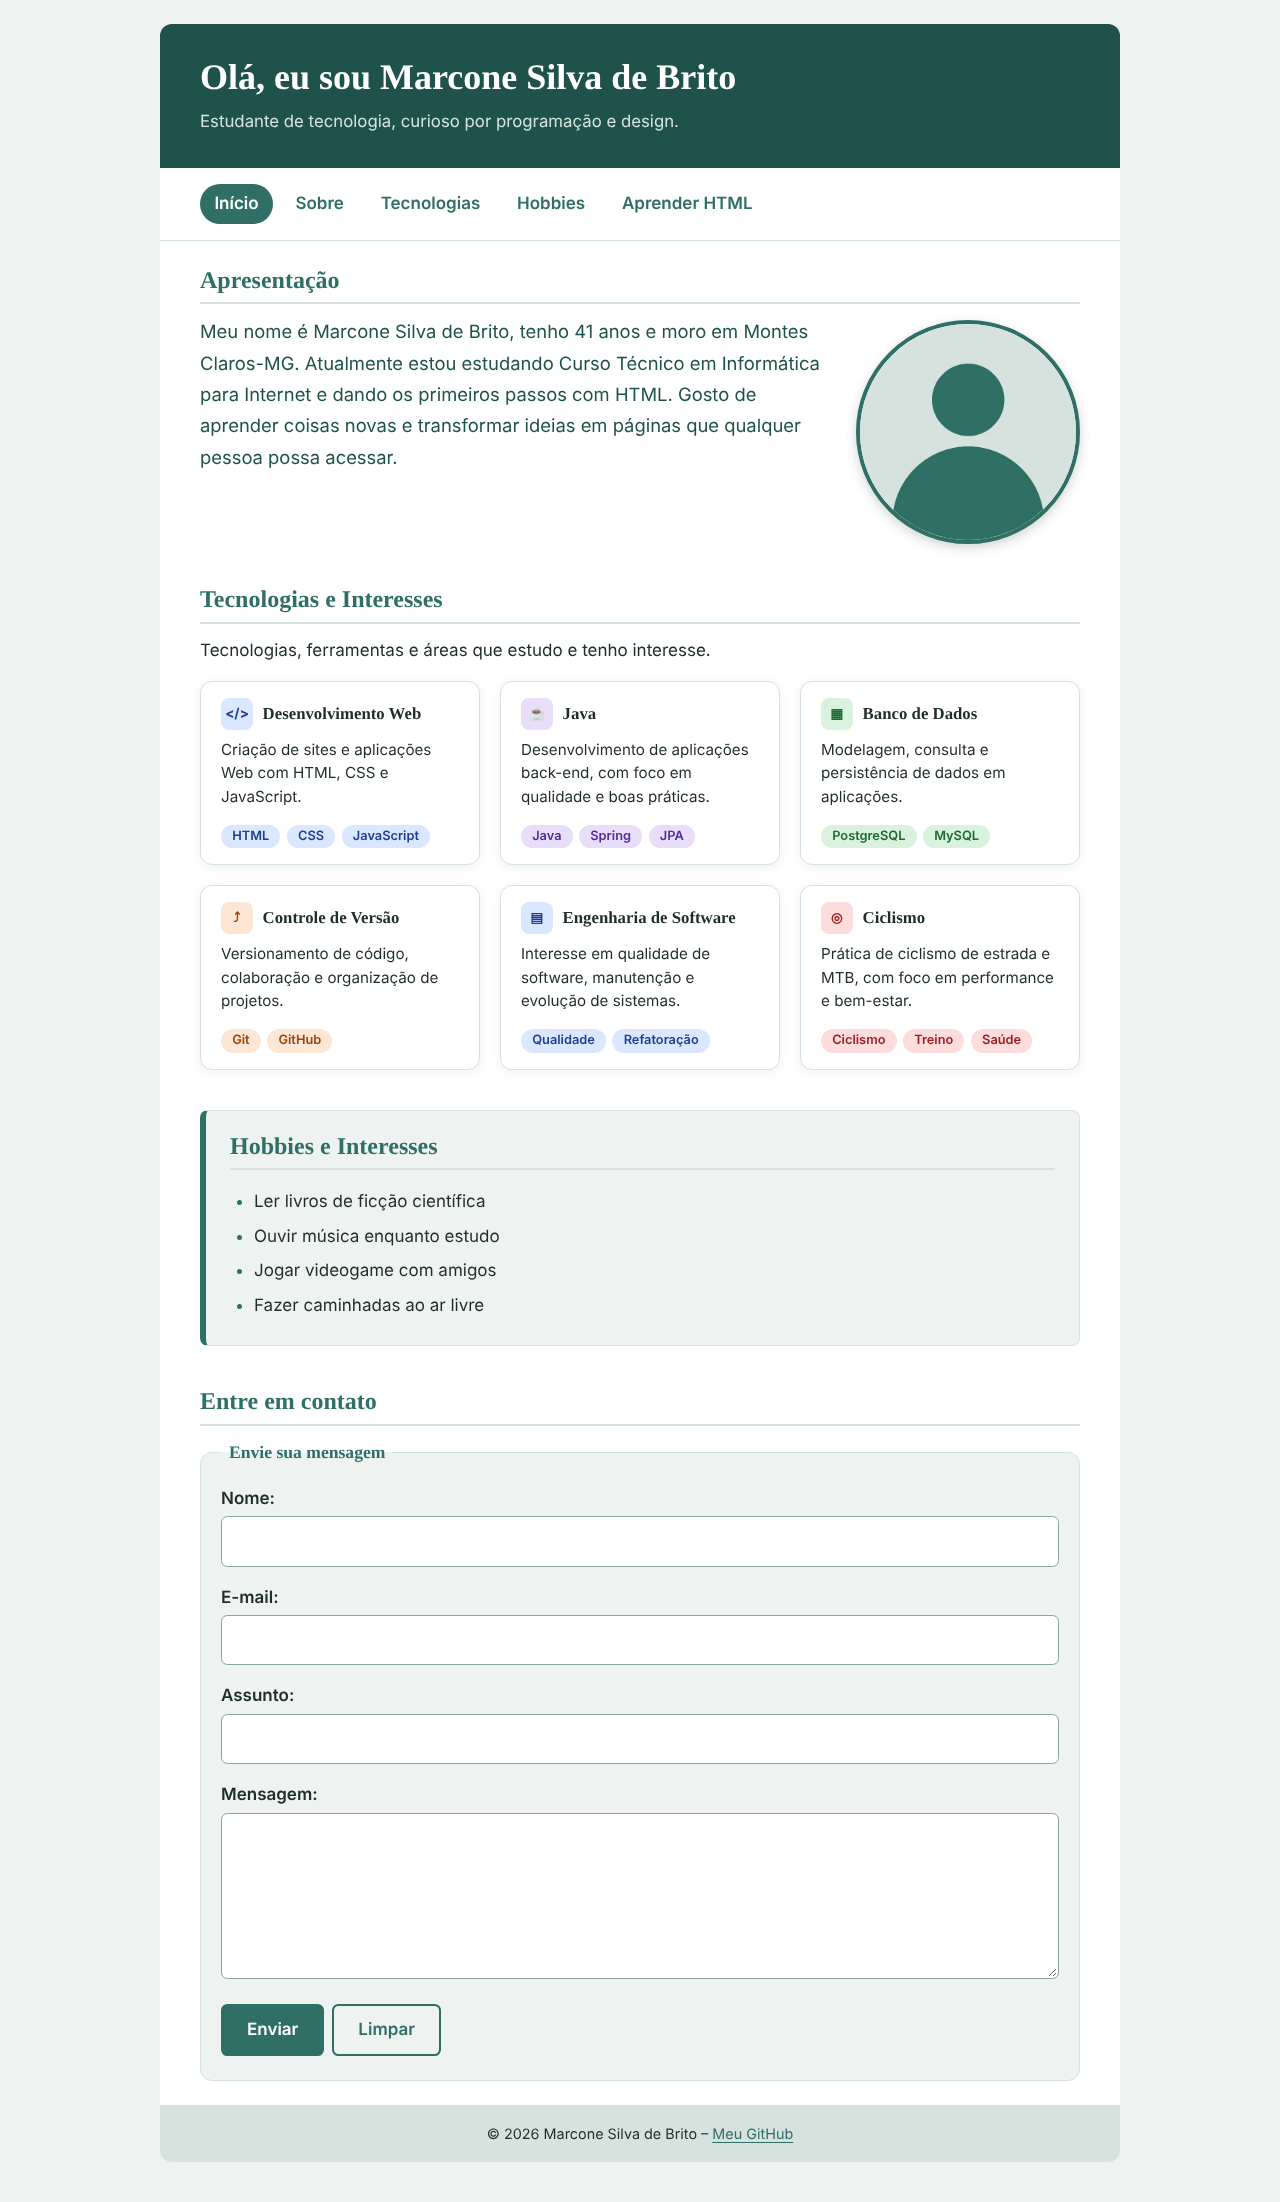 Olá, eu sou Marcone Silva de Brito
Estudante de tecnologia, curioso por programação e design.
Início Sobre Tecnologias Hobbies Aprender HTML
Apresentação
Meu nome é Marcone Silva de Brito, tenho 41 anos e moro em Montes
Claros-MG. Atualmente estou estudando Curso Técnico em Informática
para Internet e dando os primeiros passos com HTML. Gosto de
aprender coisas novas e transformar ideias em páginas que qualquer
pessoa possa acessar.
Tecnologias e Interesses
Tecnologias, ferramentas e áreas que estudo e tenho interesse.
</> Desenvolvimento Web
Criação de sites e aplicações
Web com HTML, CSS e
JavaScript.
HTML CSS JavaScript
Java
Desenvolvimento de aplicações
back-end, com foco em
qualidade e boas práticas.
Java Spring JPA
Banco de Dados
Modelagem, consulta e
persistência de dados em
aplicações.
PostgreSQL MySQL
Controle de Versão
Versionamento de código,
colaboração e organização de
projetos.
Git GitHub
Engenharia de Software
Interesse em qualidade de
software, manutenção e
evolução de sistemas.
Qualidade Refatoração
Ciclismo
Prática de ciclismo de estrada e
MTB, com foco em performance
e bem-estar.
Ciclismo Treino Saúde
Hobbies e Interesses
• Ler livros de ficção científica
• Ouvir música enquanto estudo
• Jogar videogame com amigos
• Fazer caminhadas ao ar livre
Entre em contato
Envie sua mensagem
Nome:
E-mail:
Assunto:
Mensagem:
Enviar Limpar
© 2026 Marcone Silva de Brito – Meu GitHub